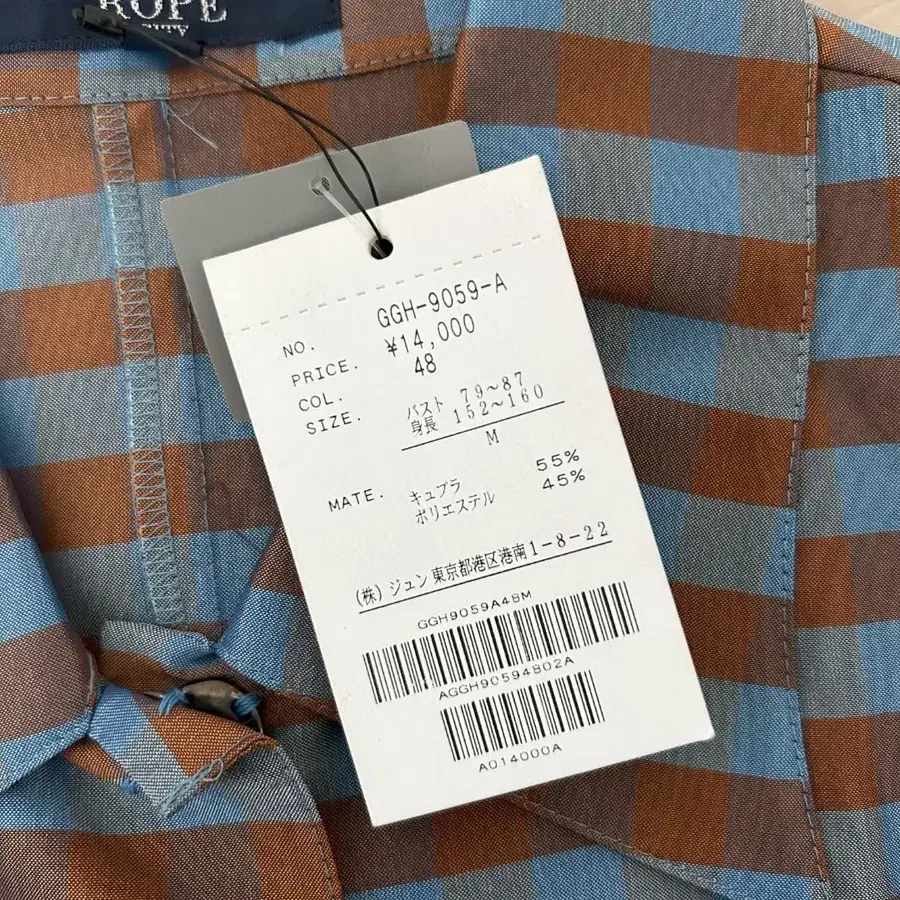 ROPE
CITY
NO. GGH-9059-A
PRICE. ¥14,000
COL. 48
SIZE. バスト 79～87
身長 152～160
M
MATE. キュプラ 55%
ポリエステル 45%
(株) ジュン 東京都港区港南1-8-22
GGH9059A48M
AGGH90594802A
A014000A